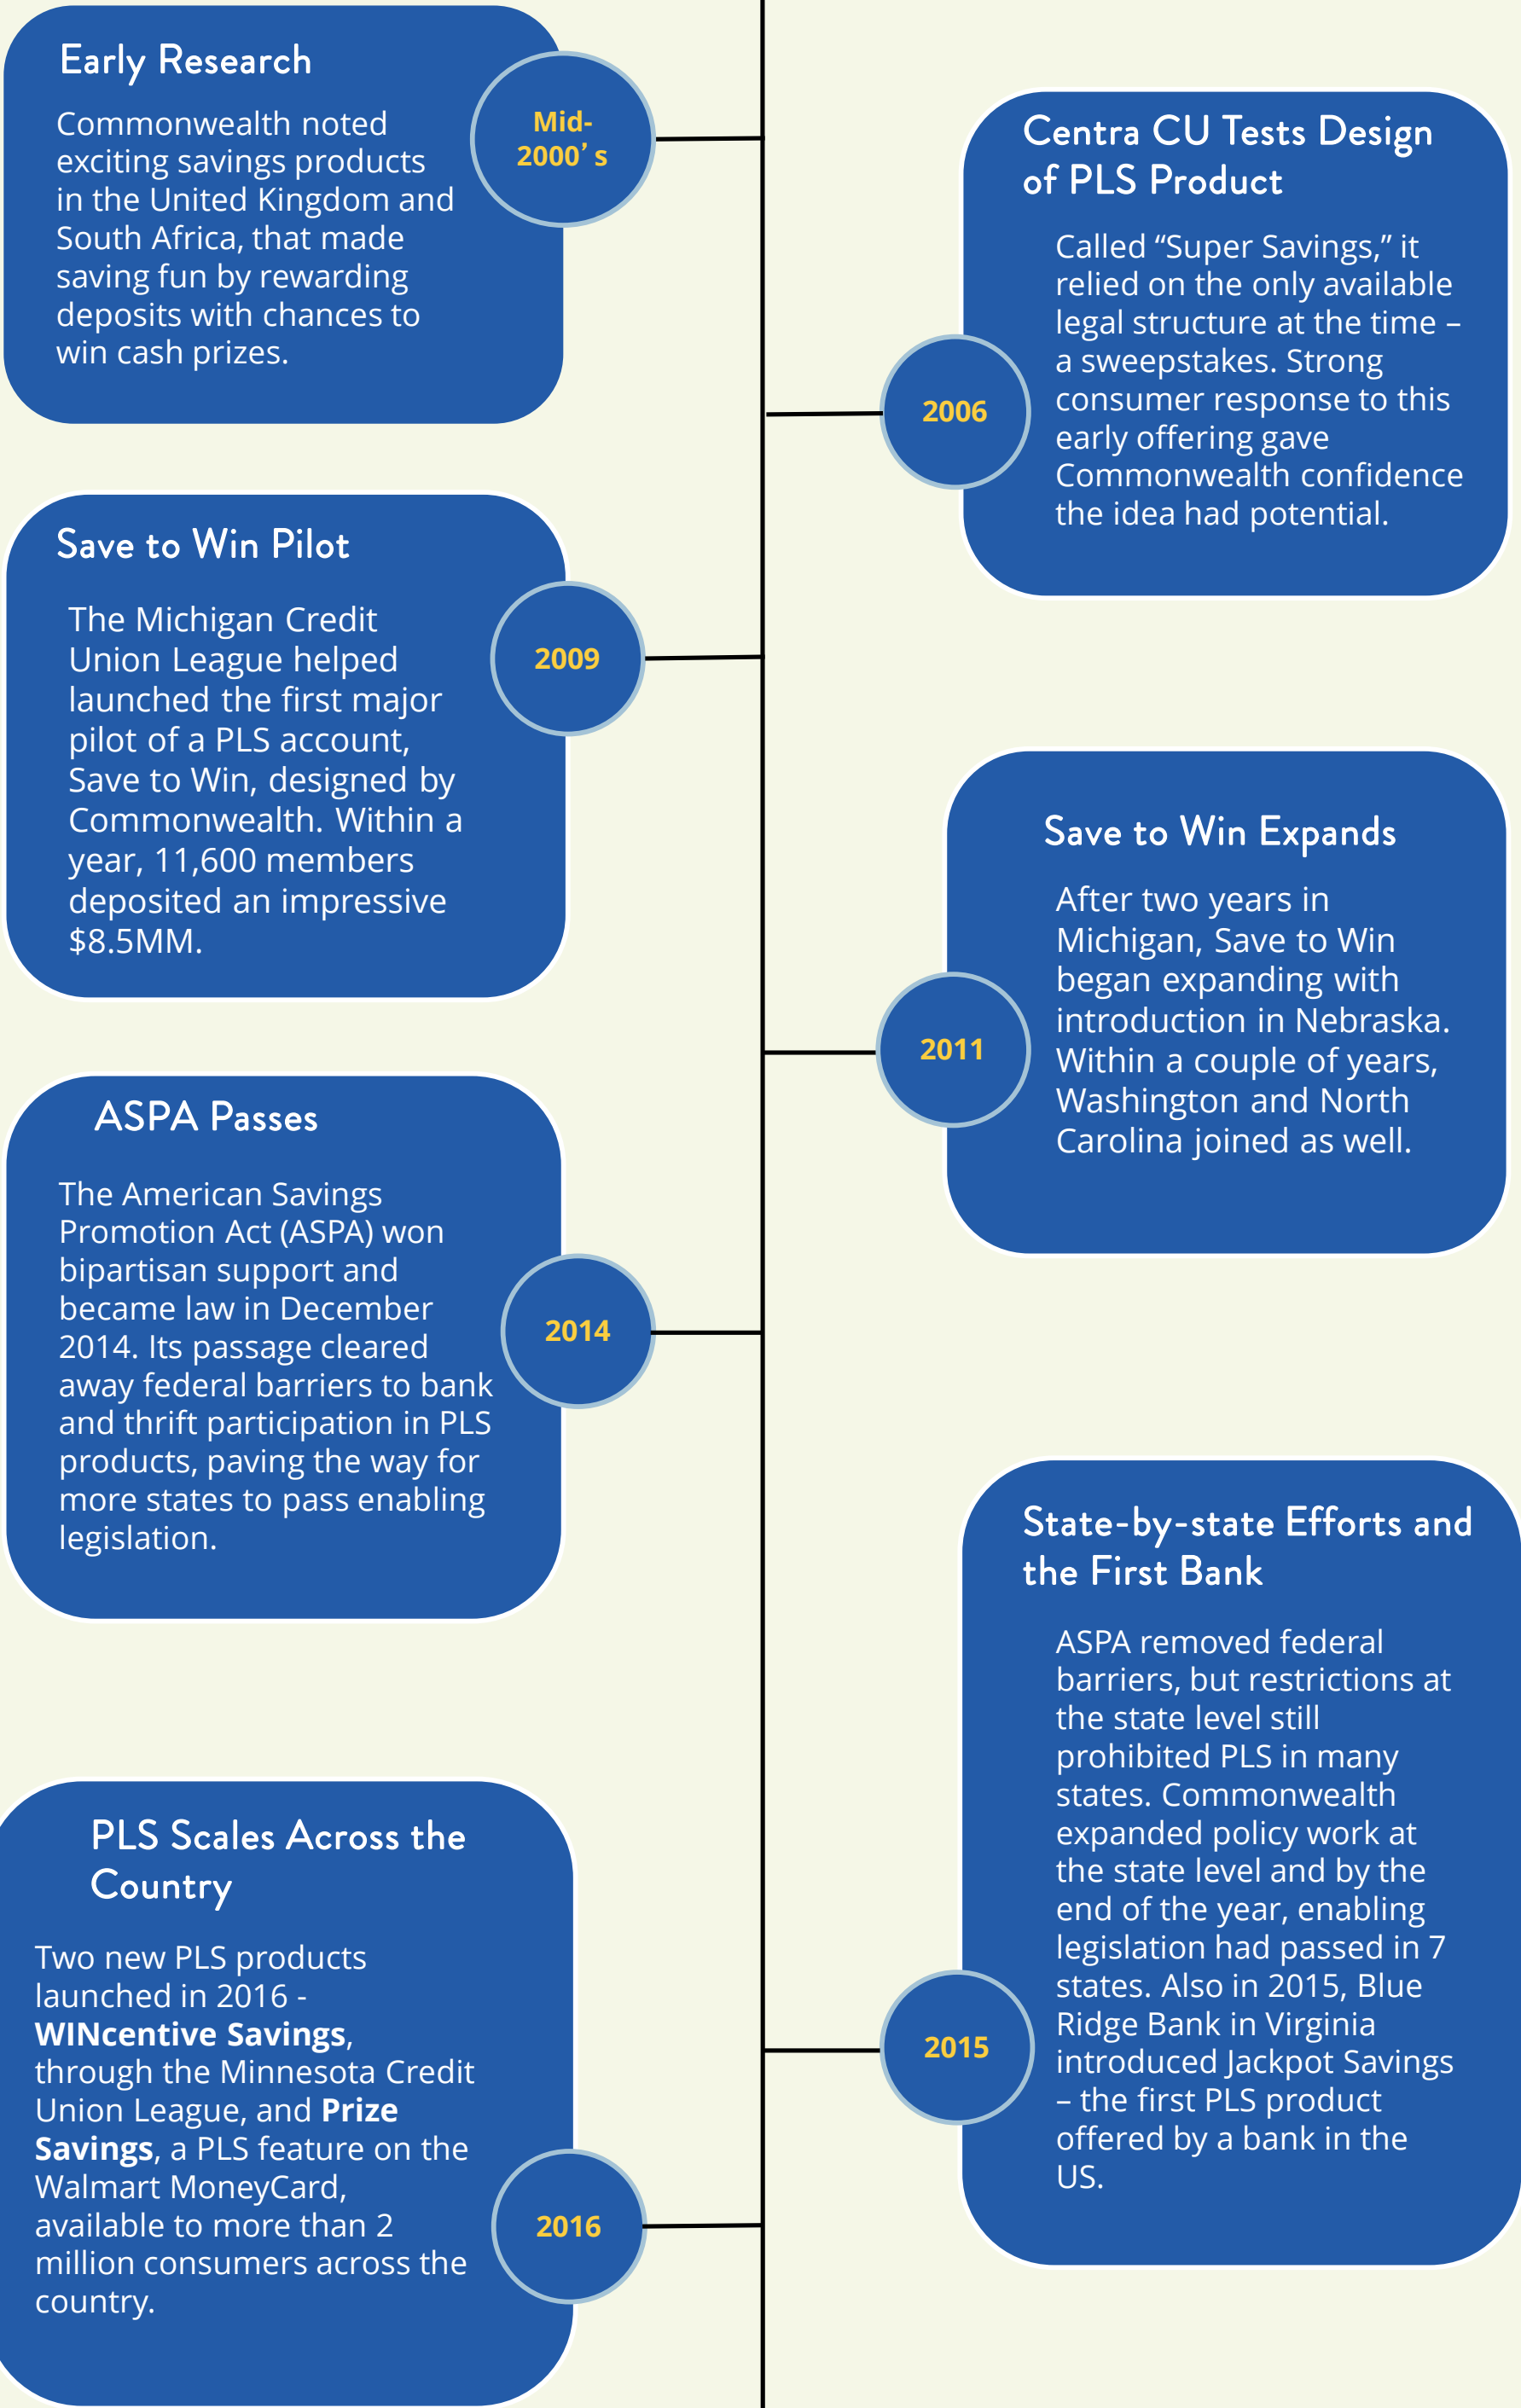 Early Research
Commonwealth noted
exciting savings products
in the United Kingdom and
South Africa, that made
saving fun by rewarding
deposits with chances to
win cash prizes.
Mid-
2000’s
Centra CU Tests Design
of PLS Product
Called “Super Savings,” it
relied on the only available
legal structure at the time –
a sweepstakes. Strong
consumer response to this
early offering gave
Commonwealth confidence
the idea had potential.
2006
Save to Win Pilot
The Michigan Credit
Union League helped
launched the first major
pilot of a PLS account,
Save to Win, designed by
Commonwealth. Within a
year, 11,600 members
deposited an impressive
$8.5MM.
2009
Save to Win Expands
After two years in
Michigan, Save to Win
began expanding with
introduction in Nebraska.
Within a couple of years,
Washington and North
Carolina joined as well.
2011
ASPA Passes
The American Savings
Promotion Act (ASPA) won
bipartisan support and
became law in December
2014. Its passage cleared
away federal barriers to bank
and thrift participation in PLS
products, paving the way for
more states to pass enabling
legislation.
2014
State-by-state Efforts and
the First Bank
ASPA removed federal
barriers, but restrictions at
the state level still
prohibited PLS in many
states. Commonwealth
expanded policy work at
the state level and by the
end of the year, enabling
legislation had passed in 7
states. Also in 2015, Blue
Ridge Bank in Virginia
introduced Jackpot Savings
– the first PLS product
offered by a bank in the
US.
2015
PLS Scales Across the
Country
Two new PLS products
launched in 2016 -
WINcentive Savings,
through the Minnesota Credit
Union League, and Prize
Savings, a PLS feature on the
Walmart MoneyCard,
available to more than 2
million consumers across the
country.
2016